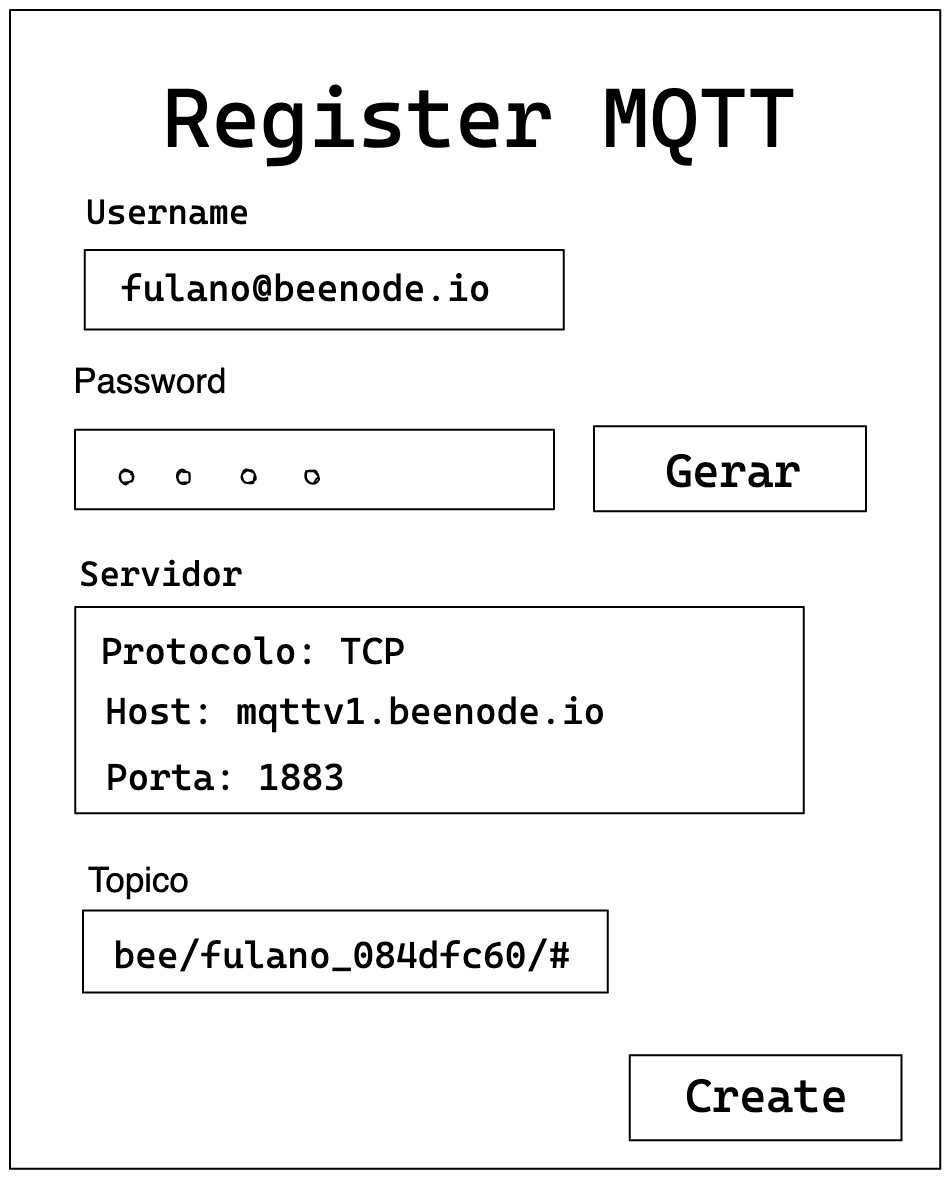 Register MQTT
Username
fulano@beenode.io
Password
Gerar
Servidor
Protocolo: TCP
Host: mqttv1.beenode.io
Porta: 1883
Topico
bee/fulano_084dfc60/#
Create